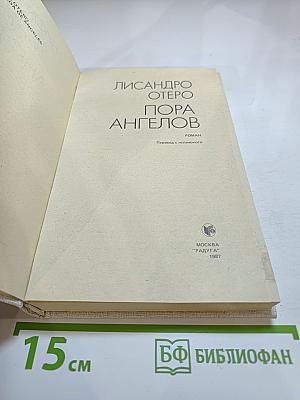 ЛИСАНДРО
ОТЕРО
ПОРА
АНГЕЛОВ
РОМАН
Перевод с испанского
МОСКВА
"РАДУГА"
1987
15 см
БФ БИБЛИОФАН